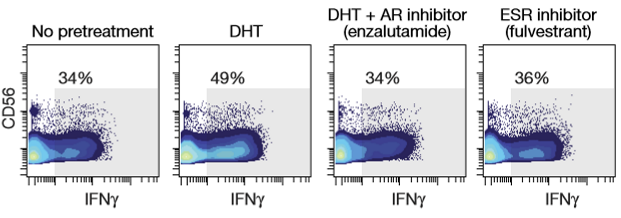 No pretreatment
DHT
DHT + AR inhibitor
(enzalutamide)
ESR inhibitor
(fulvestrant)
34%
49%
34%
36%
CD56
IFNγ
IFNγ
IFNγ
IFNγ